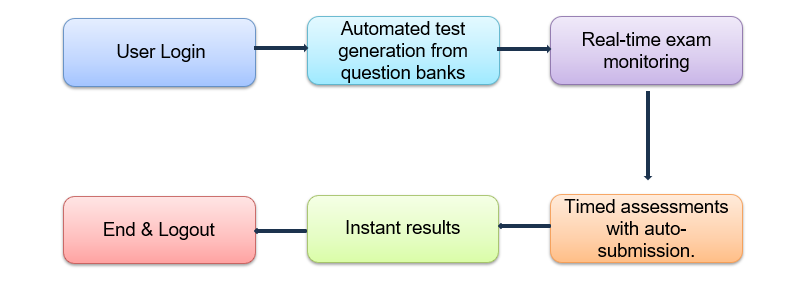 User Login
Automated test
generation from
question banks
Real-time exam
monitoring
Timed assessments
with auto-
submission.
Instant results
End & Logout